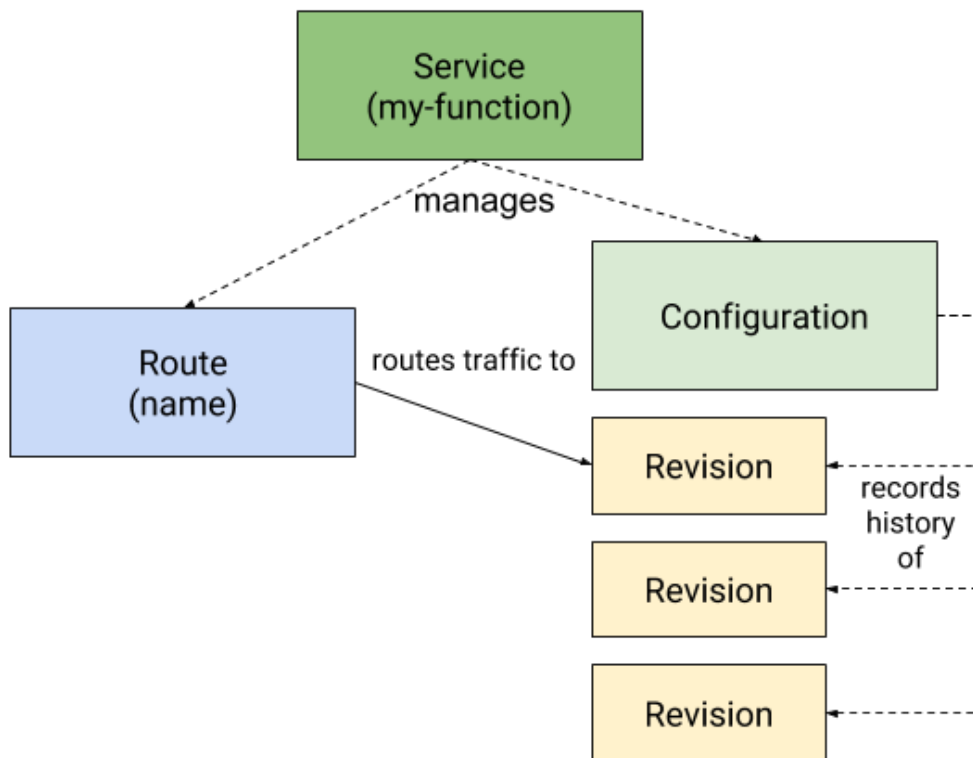 Service
(my-function)
manages
Configuration
Route
(name)
routes traffic to
Revision
records
history
of
Revision
Revision